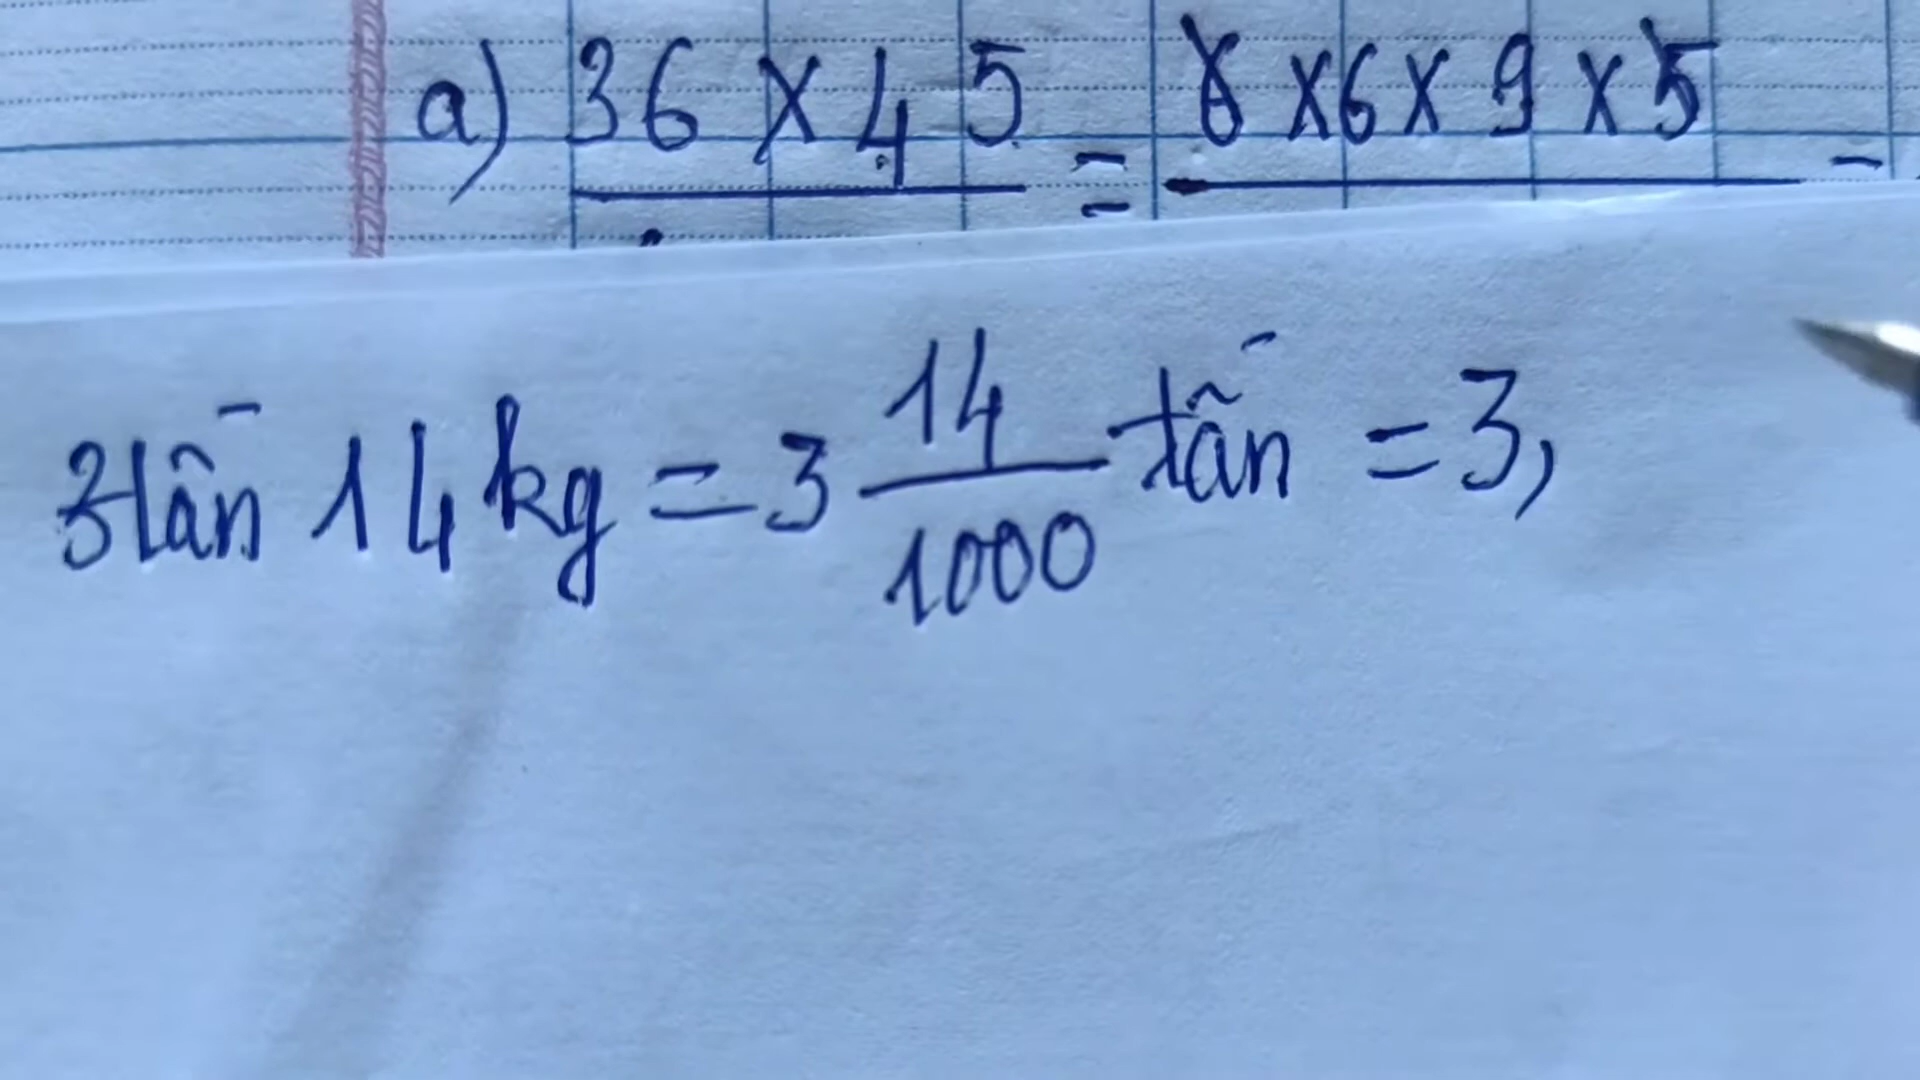 a) 36 x 45 = 6 x 6 x 9 x 5 =
3 tấn 14 kg = 3 14/1000 tấn = 3,